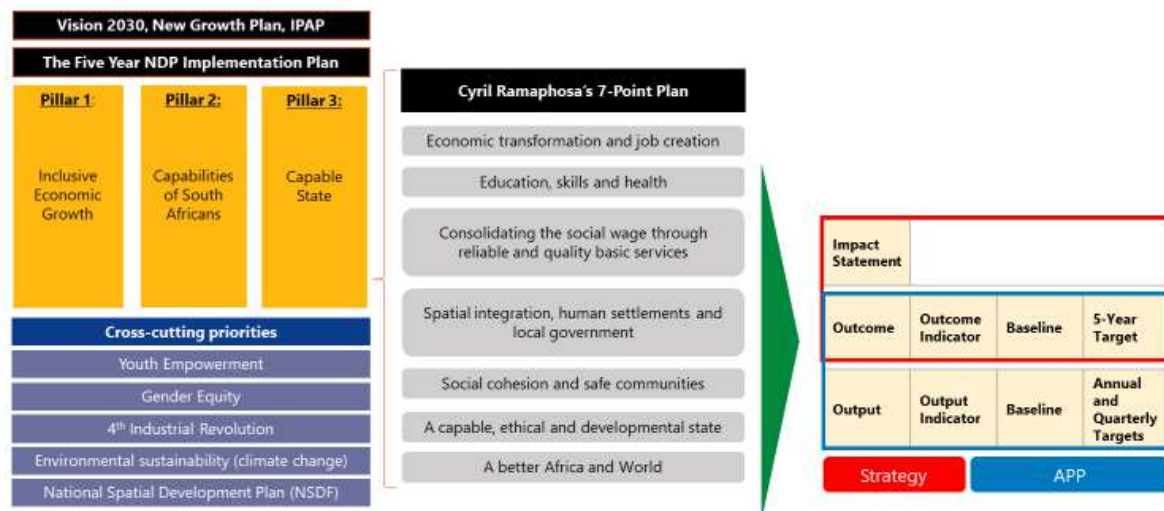 Vision 2030, New Growth Plan, IPAP
The Five Year NDP Implementation Plan
Pillar 1:
Inclusive
Economic
Growth
Pillar 2:
Capabilities
of South
Africans
Pillar 3:
Capable
State
Cross-cutting priorities
Youth Empowerment
Gender Equity
4th Industrial Revolution
Environmental sustainability (climate change)
National Spatial Development Plan (NSDF)
Cyril Ramaphosa's 7-Point Plan
Economic transformation and job creation
Education, skills and health
Consolidating the social wage through
reliable and quality basic services
Spatial integration, human settlements and
local government
Social cohesion and safe communities
A capable, ethical and developmental state
A better Africa and World
Impact
Statement
Outcome
Outcome
Indicator
Baseline
5-Year
Target
Output
Output
Indicator
Baseline
Annual
and
Quarterly
Targets
Strategy
APP